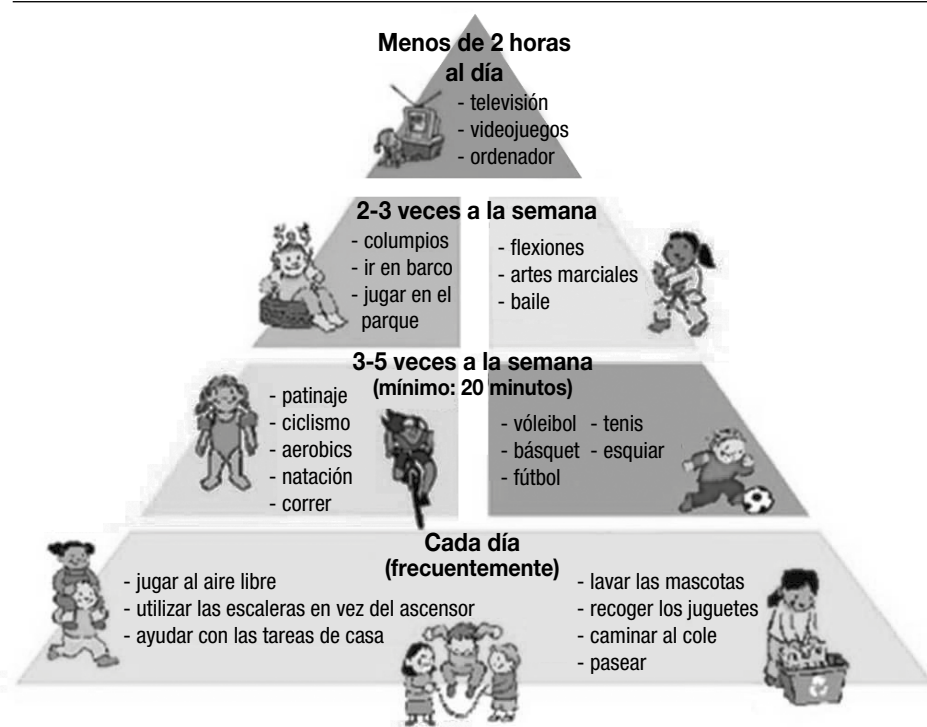 Menos de 2 horas
al día
- televisión
- videojuegos
- ordenador
2-3 veces a la semana
- columpios
- ir en barco
- jugar en el
parque
- flexiones
- artes marciales
- baile
3-5 veces a la semana
(mínimo: 20 minutos)
- patinaje
- ciclismo
- aerobics
- natación
- correr
- vóleibol - tenis
- básquet - esquiar
- fútbol
Cada día
(frecuentemente)
- jugar al aire libre
- utilizar las escaleras en vez del ascensor
- ayudar con las tareas de casa
- lavar las mascotas
- recoger los juguetes
- caminar al cole
- pasear